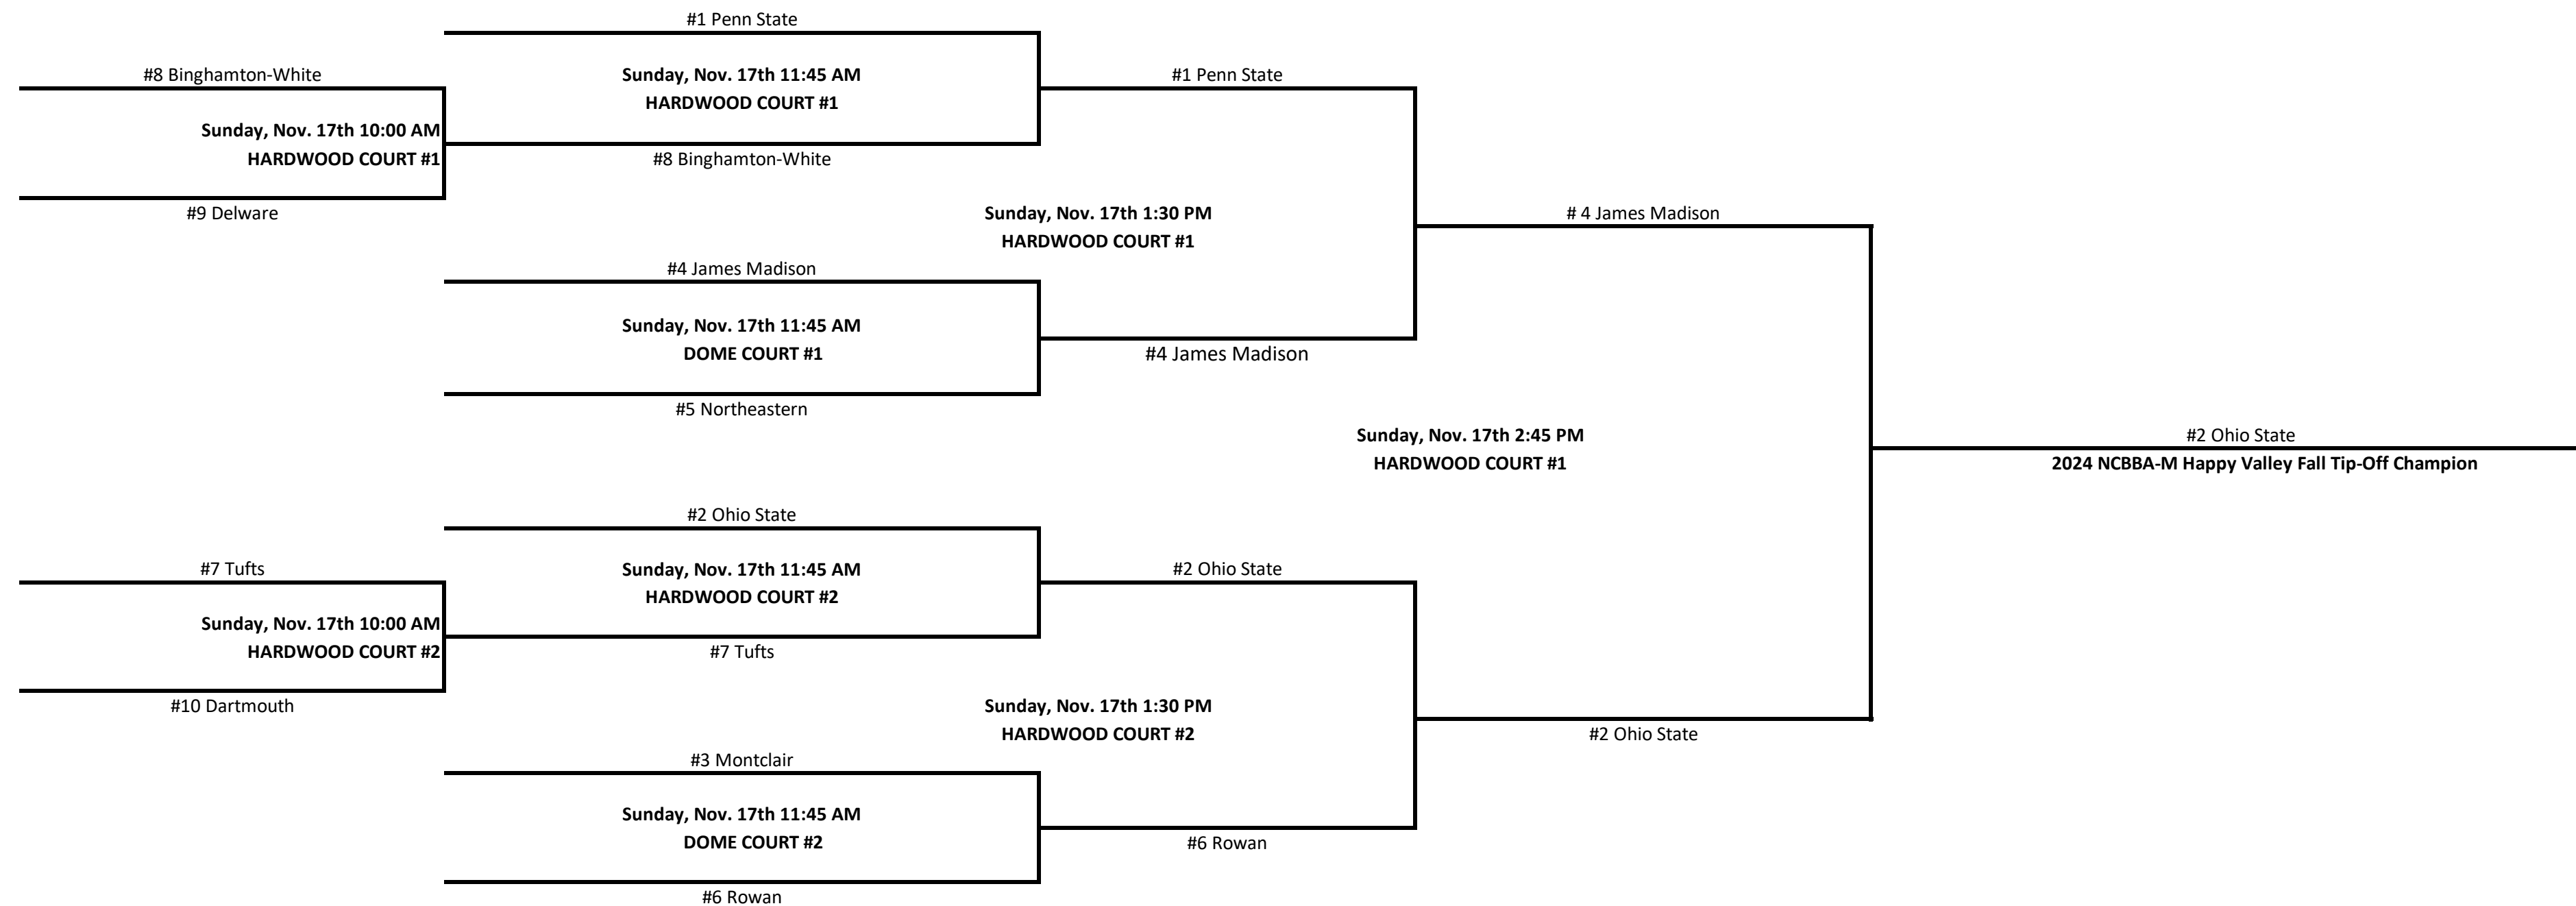 #1 Penn State
#8 Binghamton-White
Sunday, Nov. 17th 11:45 AM
HARDWOOD COURT #1
#1 Penn State
Sunday, Nov. 17th 10:00 AM
HARDWOOD COURT #1
#8 Binghamton-White
#9 Delware
Sunday, Nov. 17th 1:30 PM
HARDWOOD COURT #1
# 4 James Madison
#4 James Madison
Sunday, Nov. 17th 11:45 AM
DOME COURT #1
#4 James Madison
#5 Northeastern
Sunday, Nov. 17th 2:45 PM
HARDWOOD COURT #1
#2 Ohio State
2024 NCBBA-M Happy Valley Fall Tip-Off Champion
#2 Ohio State
#7 Tufts
Sunday, Nov. 17th 11:45 AM
HARDWOOD COURT #2
#2 Ohio State
Sunday, Nov. 17th 10:00 AM
HARDWOOD COURT #2
#7 Tufts
#10 Dartmouth
Sunday, Nov. 17th 1:30 PM
HARDWOOD COURT #2
#2 Ohio State
#3 Montclair
Sunday, Nov. 17th 11:45 AM
DOME COURT #2
#6 Rowan
#6 Rowan